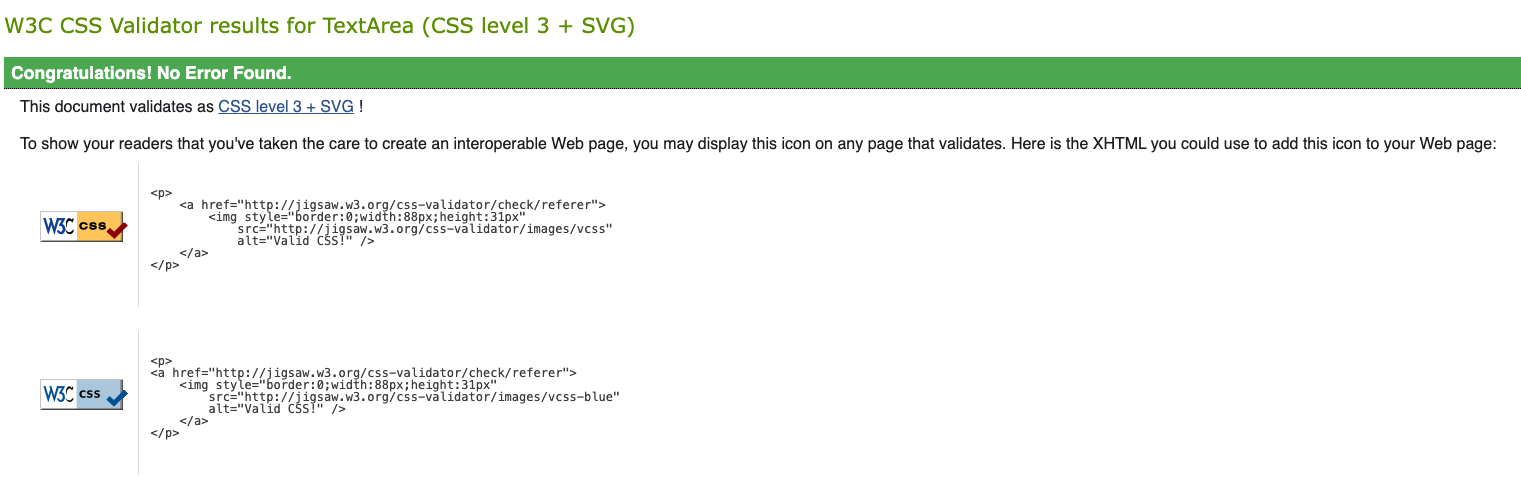 W3C CSS Validator results for TextArea (CSS level 3 + SVG)
Congratulations! No Error Found.
This document validates as CSS level 3 + SVG !
To show your readers that you've taken the care to create an interoperable Web page, you may display this icon on any page that validates. Here is the XHTML you could use to add this icon to your Web page:
W3C css
<p>
    <a href="http://jigsaw.w3.org/css-validator/check/referer">
        <img style="border:0;width:88px;height:31px"
            src="http://jigsaw.w3.org/css-validator/images/vcss"
            alt="Valid CSS!" />
    </a>
</p>
W3C css
<p>
<a href="http://jigsaw.w3.org/css-validator/check/referer">
    <img style="border:0;width:88px;height:31px"
        src="http://jigsaw.w3.org/css-validator/images/vcss-blue"
        alt="Valid CSS!" />
    </a>
</p>